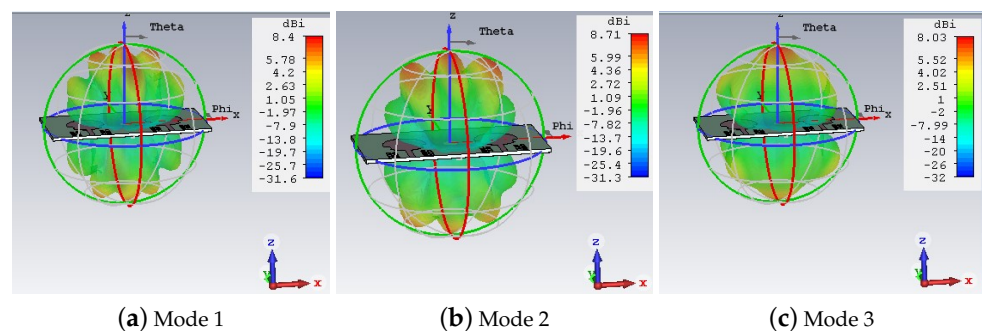 dBi
8.4
5.78
4.2
2.63
1.05
-1.97
-7.9
-13.8
-19.7
-25.7
-31.6
z
Theta
y
Phi
x
z
y
x
(a) Mode 1
dBi
8.71
5.99
4.36
2.72
1.09
-1.96
-7.82
-13.7
-19.6
-25.4
-31.3
z
Theta
y
Phi
z
y
x
(b) Mode 2
dBi
8.03
5.52
4.02
2.51
1
-2
-7.99
-14
-20
-26
-32
z
Theta
y
Phi
x
z
y
x
(c) Mode 3